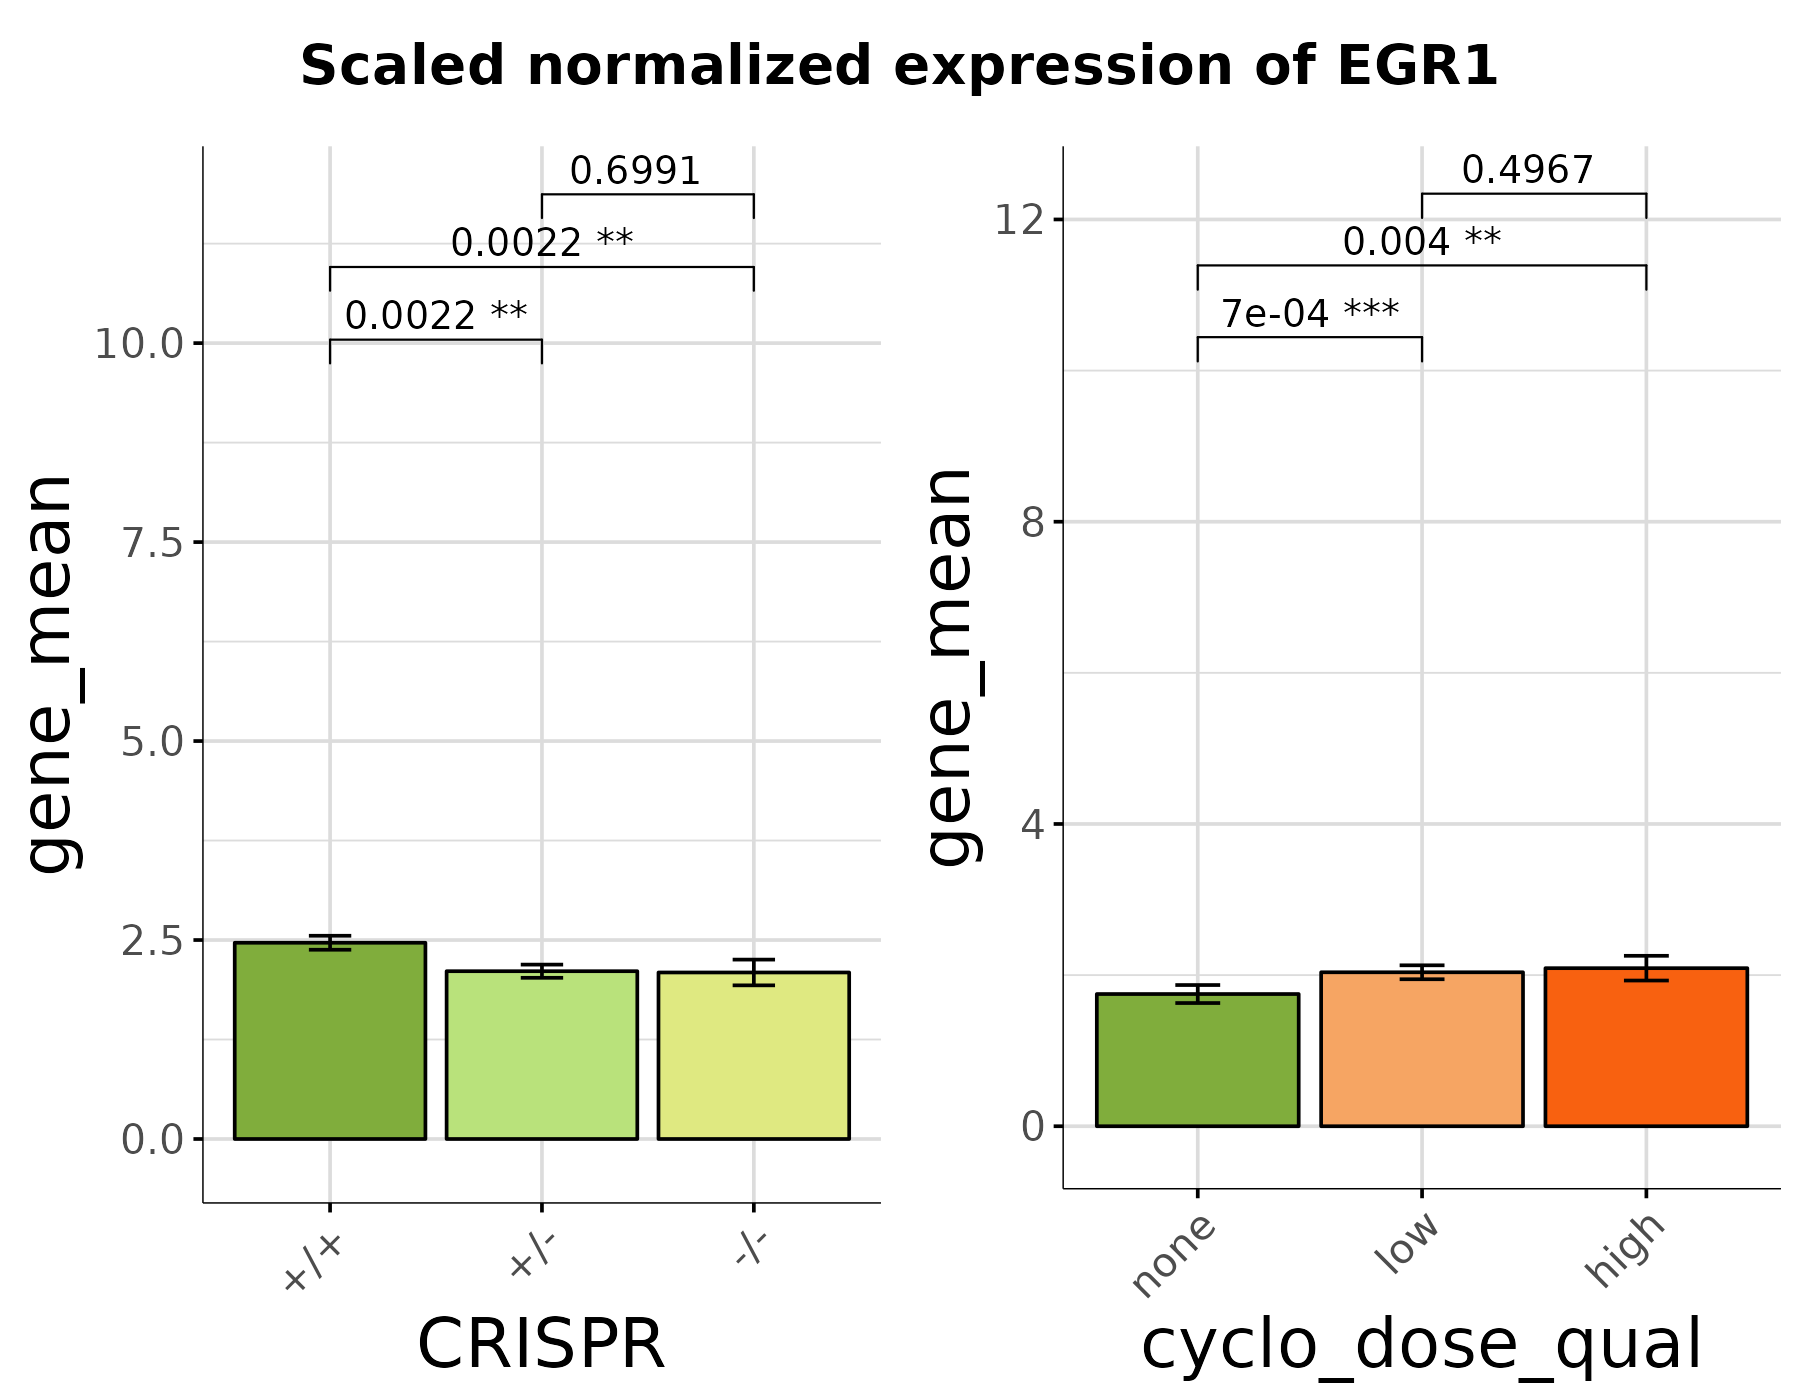 Scaled normalized expression of EGR1
gene_mean
10.0
7.5
5.0
2.5
0.0
0.6991
0.0022 **
0.0022 **
+/+
+/-
-/-
CRISPR
gene_mean
12
8
4
0
0.4967
0.004 **
7e-04 ***
none
low
high
cyclo_dose_qual